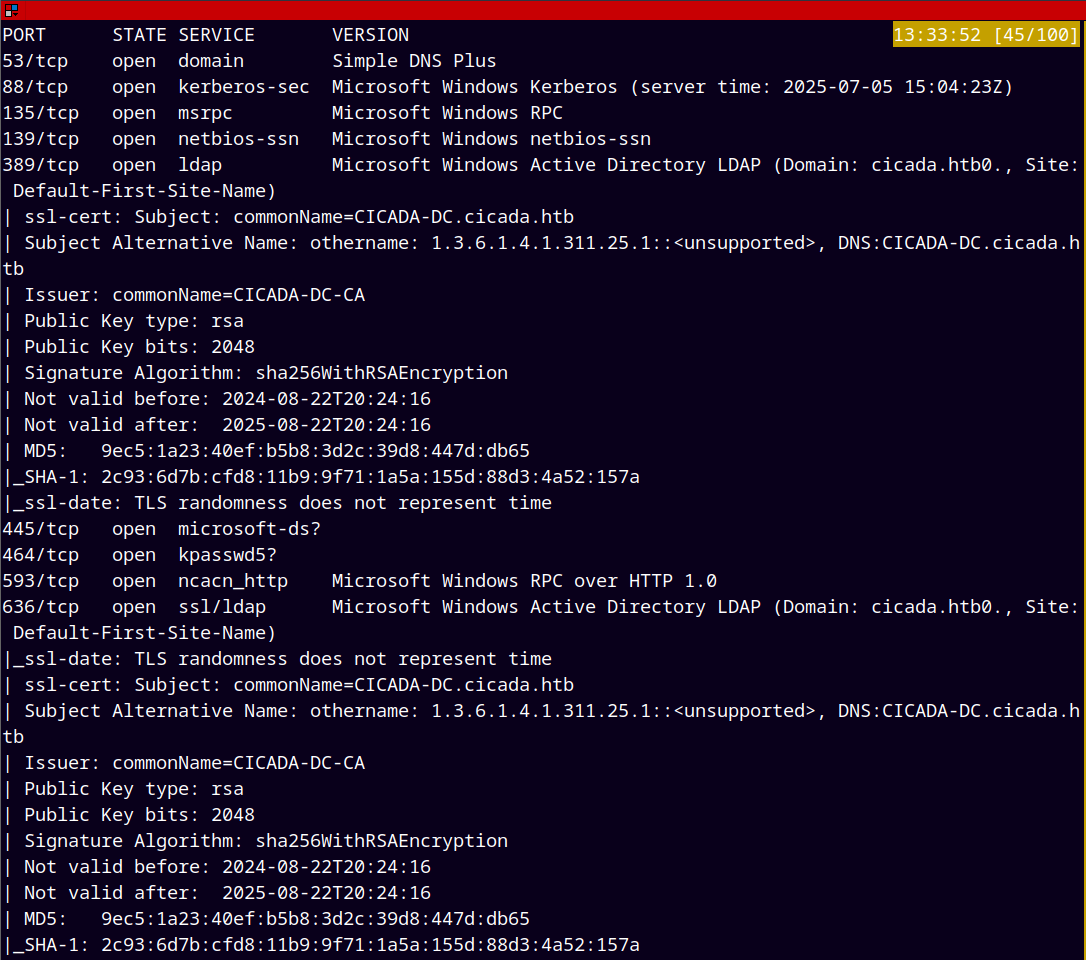 PORT      STATE SERVICE       VERSION                                            13:33:52 [45/100]
53/tcp    open  domain        Simple DNS Plus
88/tcp    open  kerberos-sec  Microsoft Windows Kerberos (server time: 2025-07-05 15:04:23Z)
135/tcp   open  msrpc         Microsoft Windows RPC
139/tcp   open  netbios-ssn   Microsoft Windows netbios-ssn
389/tcp   open  ldap          Microsoft Windows Active Directory LDAP (Domain: cicada.htb0., Site:
 Default-First-Site-Name)
| ssl-cert: Subject: commonName=CICADA-DC.cicada.htb
| Subject Alternative Name: othername: 1.3.6.1.4.1.311.25.1::<unsupported>, DNS:CICADA-DC.cicada.h
tb
| Issuer: commonName=CICADA-DC-CA
| Public Key type: rsa
| Public Key bits: 2048
| Signature Algorithm: sha256WithRSAEncryption
| Not valid before: 2024-08-22T20:24:16
| Not valid after:  2025-08-22T20:24:16
| MD5:   9ec5:1a23:40ef:b5b8:3d2c:39d8:447d:db65
|_SHA-1: 2c93:6d7b:cfd8:11b9:9f71:1a5a:155d:88d3:4a52:157a
|_ssl-date: TLS randomness does not represent time
445/tcp   open  microsoft-ds?
464/tcp   open  kpasswd5?
593/tcp   open  ncacn_http    Microsoft Windows RPC over HTTP 1.0
636/tcp   open  ssl/ldap      Microsoft Windows Active Directory LDAP (Domain: cicada.htb0., Site:
 Default-First-Site-Name)
|_ssl-date: TLS randomness does not represent time
| ssl-cert: Subject: commonName=CICADA-DC.cicada.htb
| Subject Alternative Name: othername: 1.3.6.1.4.1.311.25.1::<unsupported>, DNS:CICADA-DC.cicada.h
tb
| Issuer: commonName=CICADA-DC-CA
| Public Key type: rsa
| Public Key bits: 2048
| Signature Algorithm: sha256WithRSAEncryption
| Not valid before: 2024-08-22T20:24:16
| Not valid after:  2025-08-22T20:24:16
| MD5:   9ec5:1a23:40ef:b5b8:3d2c:39d8:447d:db65
|_SHA-1: 2c93:6d7b:cfd8:11b9:9f71:1a5a:155d:88d3:4a52:157a